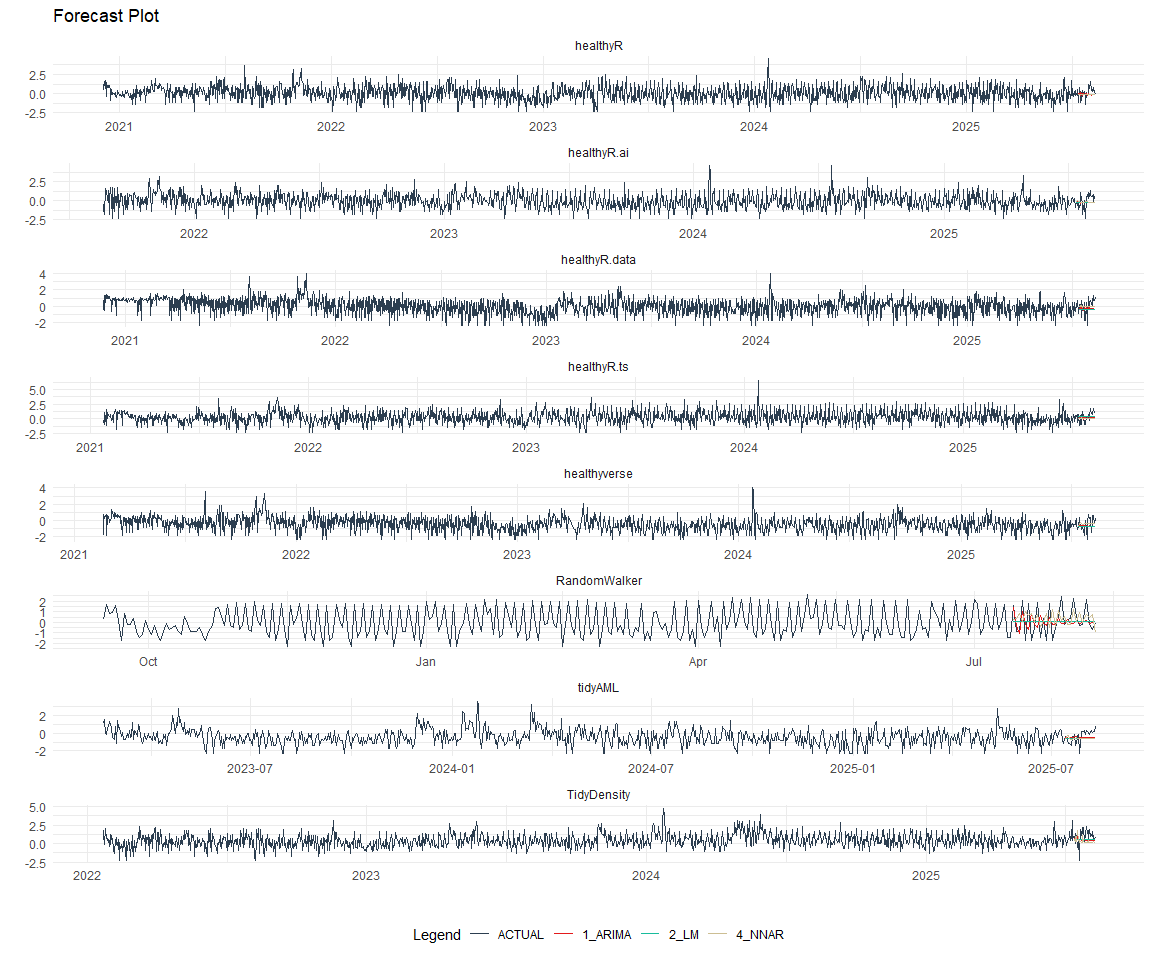 Forecast Plot
healthyR
2.5
0.0
-2.5
2021 2022 2023 2024 2025
healthyR.ai
2.5
0.0
-2.5
2022 2023 2024 2025
healthyR.data
4
2
0
-2
2021 2022 2023 2024 2025
healthyR.ts
5.0
2.5
0.0
-2.5
2021 2022 2023 2024 2025
healthyverse
4
2
0
-2
2021 2022 2023 2024 2025
RandomWalker
2
1
0
-1
-2
Oct Jan Apr Jul
tidyAML
2
0
-2
2023-07 2024-01 2024-07 2025-01 2025-07
TidyDensity
5.0
2.5
0.0
-2.5
2022 2023 2024 2025
Legend ACTUAL 1_ARIMA 2_LM 4_NNAR